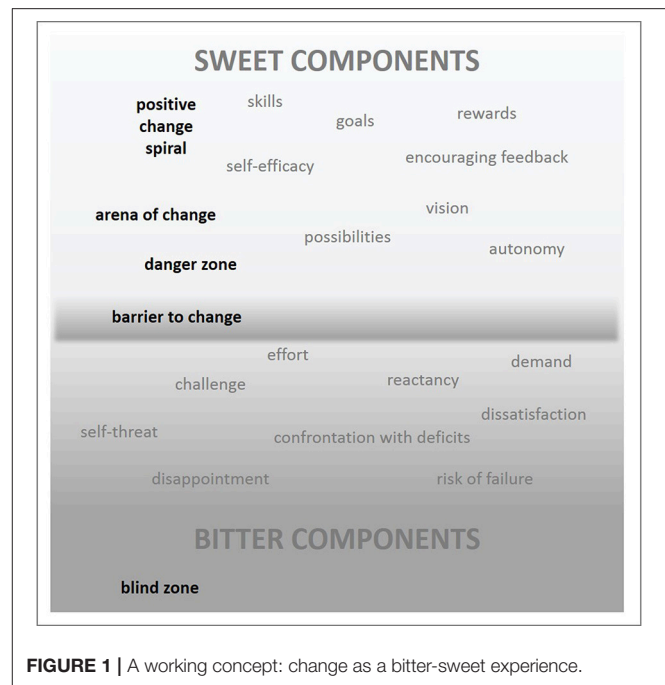 SWEET COMPONENTS
positive
change
spiral
skills
goals
rewards
self-efficacy
encouraging feedback
arena of change
vision
possibilities
autonomy
danger zone
barrier to change
effort
demand
challenge
reactancy
dissatisfaction
self-threat
confrontation with deficits
disappointment
risk of failure
BITTER COMPONENTS
blind zone
FIGURE 1 | A working concept: change as a bitter-sweet experience.